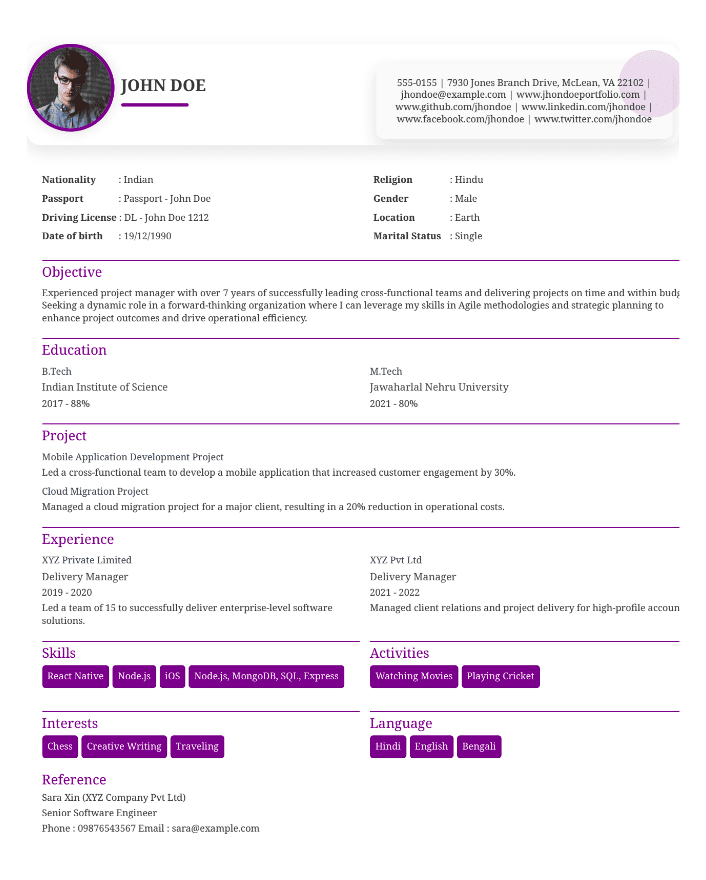 JOHN DOE
555-0155 | 7930 Jones Branch Drive, McLean, VA 22102 |
jhondoe@example.com | www.jhondoeportfolio.com |
www.github.com/jhondoe | www.linkedin.com/jhondoe |
www.facebook.com/jhondoe | www.twitter.com/jhondoe
Nationality : Indian
Passport : Passport - John Doe
Driving License : DL - John Doe 1212
Date of birth : 19/12/1990
Religion : Hindu
Gender : Male
Location : Earth
Marital Status : Single
Objective
Experienced project manager with over 7 years of successfully leading cross-functional teams and delivering projects on time and within
Seeking a dynamic role in a forward-thinking organization where I can leverage my skills in Agile methodologies and strategic planning to
enhance project outcomes and drive operational efficiency.
Education
B.Tech
Indian Institute of Science
2017 - 88%
M.Tech
Jawaharlal Nehru University
2021 - 80%
Project
Mobile Application Development Project
Led a cross-functional team to develop a mobile application that increased customer engagement by 30%.
Cloud Migration Project
Managed a cloud migration project for a major client, resulting in a 20% reduction in operational costs.
Experience
XYZ Private Limited
Delivery Manager
2019 - 2020
Led a team of 15 to successfully deliver enterprise-level software
solutions.
XYZ Pvt Ltd
Delivery Manager
2021 - 2022
Managed client relations and project delivery for high-profile
Skills
React Native Node.js iOS Node.js, MongoDB, SQL, Express
Activities
Watching Movies Playing Cricket
Interests
Chess Creative Writing Traveling
Language
Hindi English Bengali
Reference
Sara Xin (XYZ Company Pvt Ltd)
Senior Software Engineer
Phone : 09876543567 Email : sara@example.com